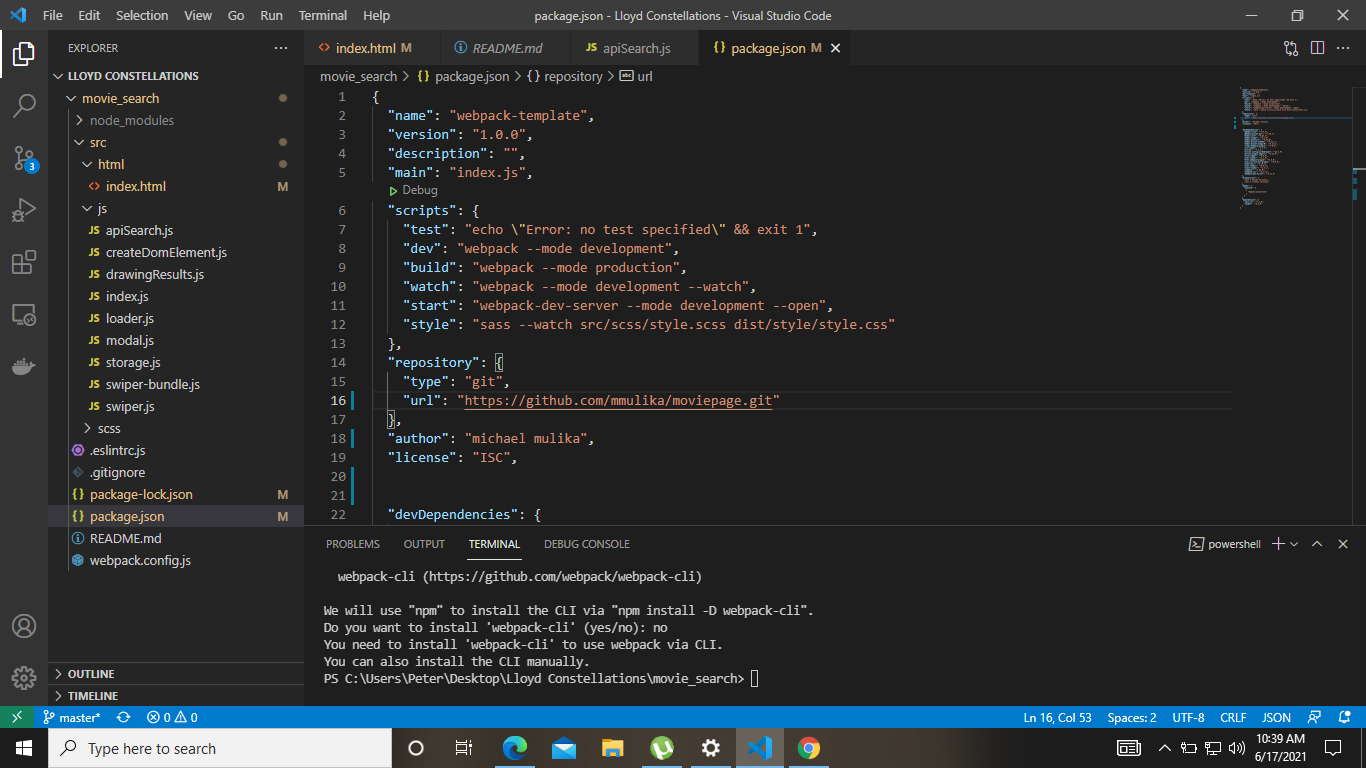 File Edit Selection View Go Run Terminal Help
package.json - Lloyd Constellations - Visual Studio Code
EXPLORER
LLOYD CONSTELLATIONS
movie_search
node_modules
src
html
<> index.html M
js
JS apiSearch.js
JS createDomElement.js
JS drawingResults.js
JS index.js
JS loader.js
JS modal.js
JS storage.js
JS swiper-bundle.js
JS swiper.js
scss
.eslintrc.js
.gitignore
{} package-lock.json M
{} package.json M
README.md
webpack.config.js
OUTLINE
TIMELINE
3
<> index.html M
README.md
JS apiSearch.js
{} package.json M
movie_search > {} package.json > {} repository > abc url
1 {
2 "name": "webpack-template",
3 "version": "1.0.0",
4 "description": "",
5 "main": "index.js",
Debug
6 "scripts": {
7 "test": "echo \"Error: no test specified\" && exit 1",
8 "dev": "webpack --mode development",
9 "build": "webpack --mode production",
10 "watch": "webpack --mode development --watch",
11 "start": "webpack-dev-server --mode development --open",
12 "style": "sass --watch src/scss/style.scss dist/style/style.css"
13 },
14 "repository": {
15 "type": "git",
16 "url": "https://github.com/mmulika/moviepage.git"
17 },
18 "author": "michael mulika",
19 "license": "ISC",
20
21
22 "devDependencies": {
PROBLEMS OUTPUT TERMINAL DEBUG CONSOLE
powershell
webpack-cli (https://github.com/webpack/webpack-cli)
We will use "npm" to install the CLI via "npm install -D webpack-cli".
Do you want to install 'webpack-cli' (yes/no): no
You need to install 'webpack-cli' to use webpack via CLI.
You can also install the CLI manually.
PS C:\Users\Peter\Desktop\Lloyd Constellations\movie_search>
master* 0 0
Ln 16, Col 53 Spaces: 2 UTF-8 CRLF JSON
Type here to search
10:39 AM
6/17/2021